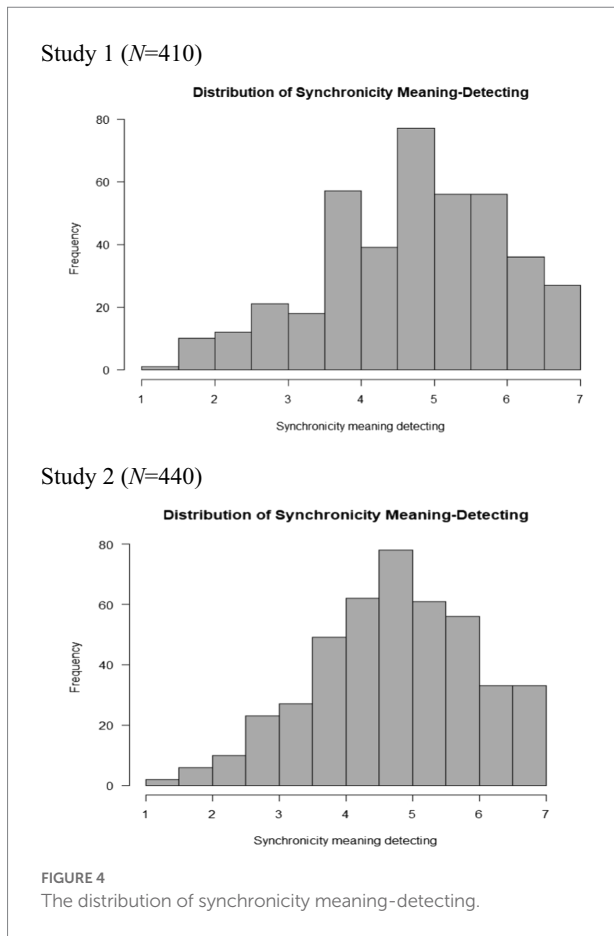 Study 1 (N=410)
Distribution of Synchronicity Meaning-Detecting
80
60
40
20
0
Frequency
1 2 3 4 5 6 7
Synchronicity meaning detecting
Study 2 (N=440)
Distribution of Synchronicity Meaning-Detecting
80
60
40
20
0
Frequency
1 2 3 4 5 6 7
Synchronicity meaning detecting
FIGURE 4
The distribution of synchronicity meaning-detecting.